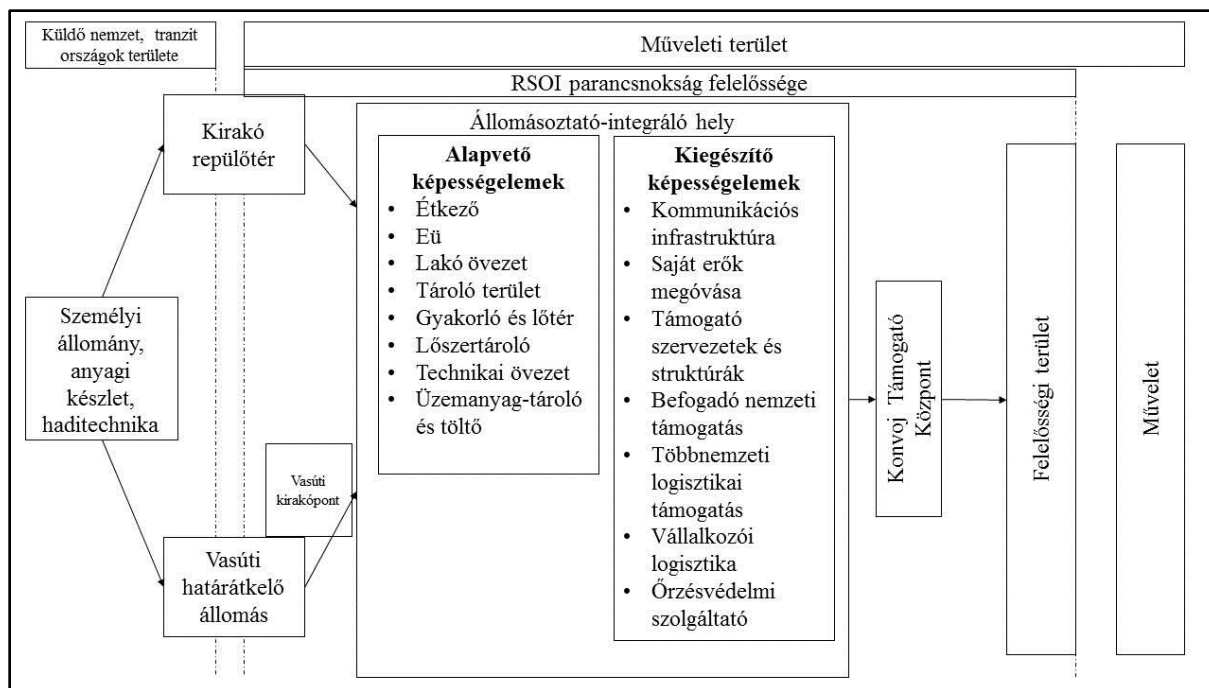 Küldő nemzet, tranzit
országok területe
Műveleti terület
RSOI parancsnokság felelőssége
Kirakó
repülőtér
Személyi
állomány,
anyagi
készlet,
haditechnika
Vasúti
határátkelő
állomás
Vasúti
kirakópont
Állomásoztató-integráló hely
Alapvető
képességelemek
• Étkező
• Eü
• Lakó övezet
• Tároló terület
• Gyakorló és lőtér
• Lőszertároló
• Technikai övezet
• Üzemanyag-tároló
és töltő
Kiegészítő
képességelemek
• Kommunikációs
infrastruktúra
• Saját erők
megóvása
• Támogató
szervezetek és
struktúrák
• Befogadó nemzeti
támogatás
• Többnemzeti
logisztikai
támogatás
• Vállalkozói
logisztika
• Őrzésvédelmi
szolgáltató
Konvoj Támogató
Központ
Felelősségi terület
Művelet